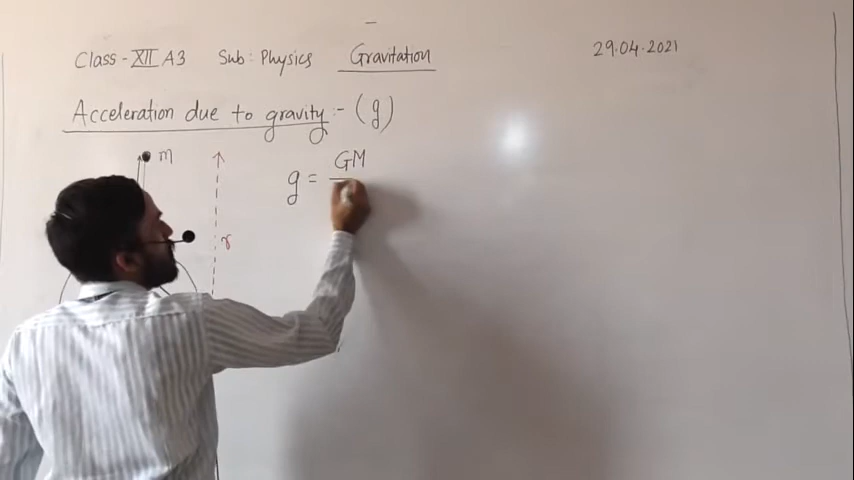 Class - XII A3 Sub : Physics Gravitation 29.04.2021
Acceleration due to gravity :- (g)
m
g = GM
r